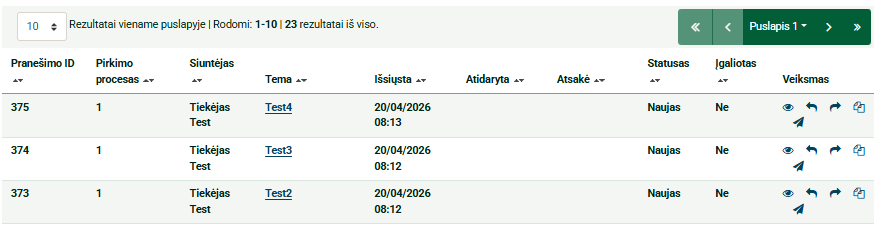 10 Rezultatai viename puslapyje | Rodomi: 1-10 | 23 rezultatai iš viso.
« ‹ Puslapis 1 › »
Pranešimo ID Pirkimo procesas Siuntėjas Tema Išsiųsta Atidaryta Atsakė Statusas Įgaliotas Veiksmas
375 1 Tiekėjas Test Test4 20/04/2026 08:13 Naujas Ne
374 1 Tiekėjas Test Test3 20/04/2026 08:12 Naujas Ne
373 1 Tiekėjas Test Test2 20/04/2026 08:12 Naujas Ne